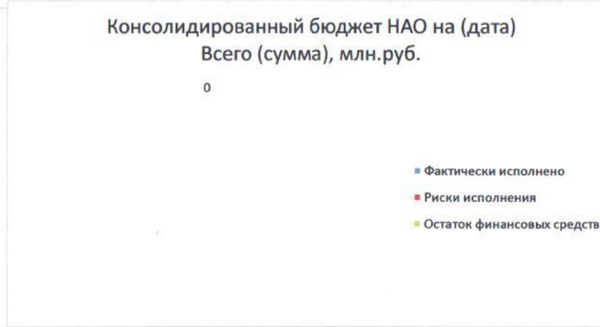 Консолидированный бюджет НАО на (дата)
Всего (сумма), млн.руб.
0
Фактически исполнено
Риски исполнения
Остаток финансовых средств